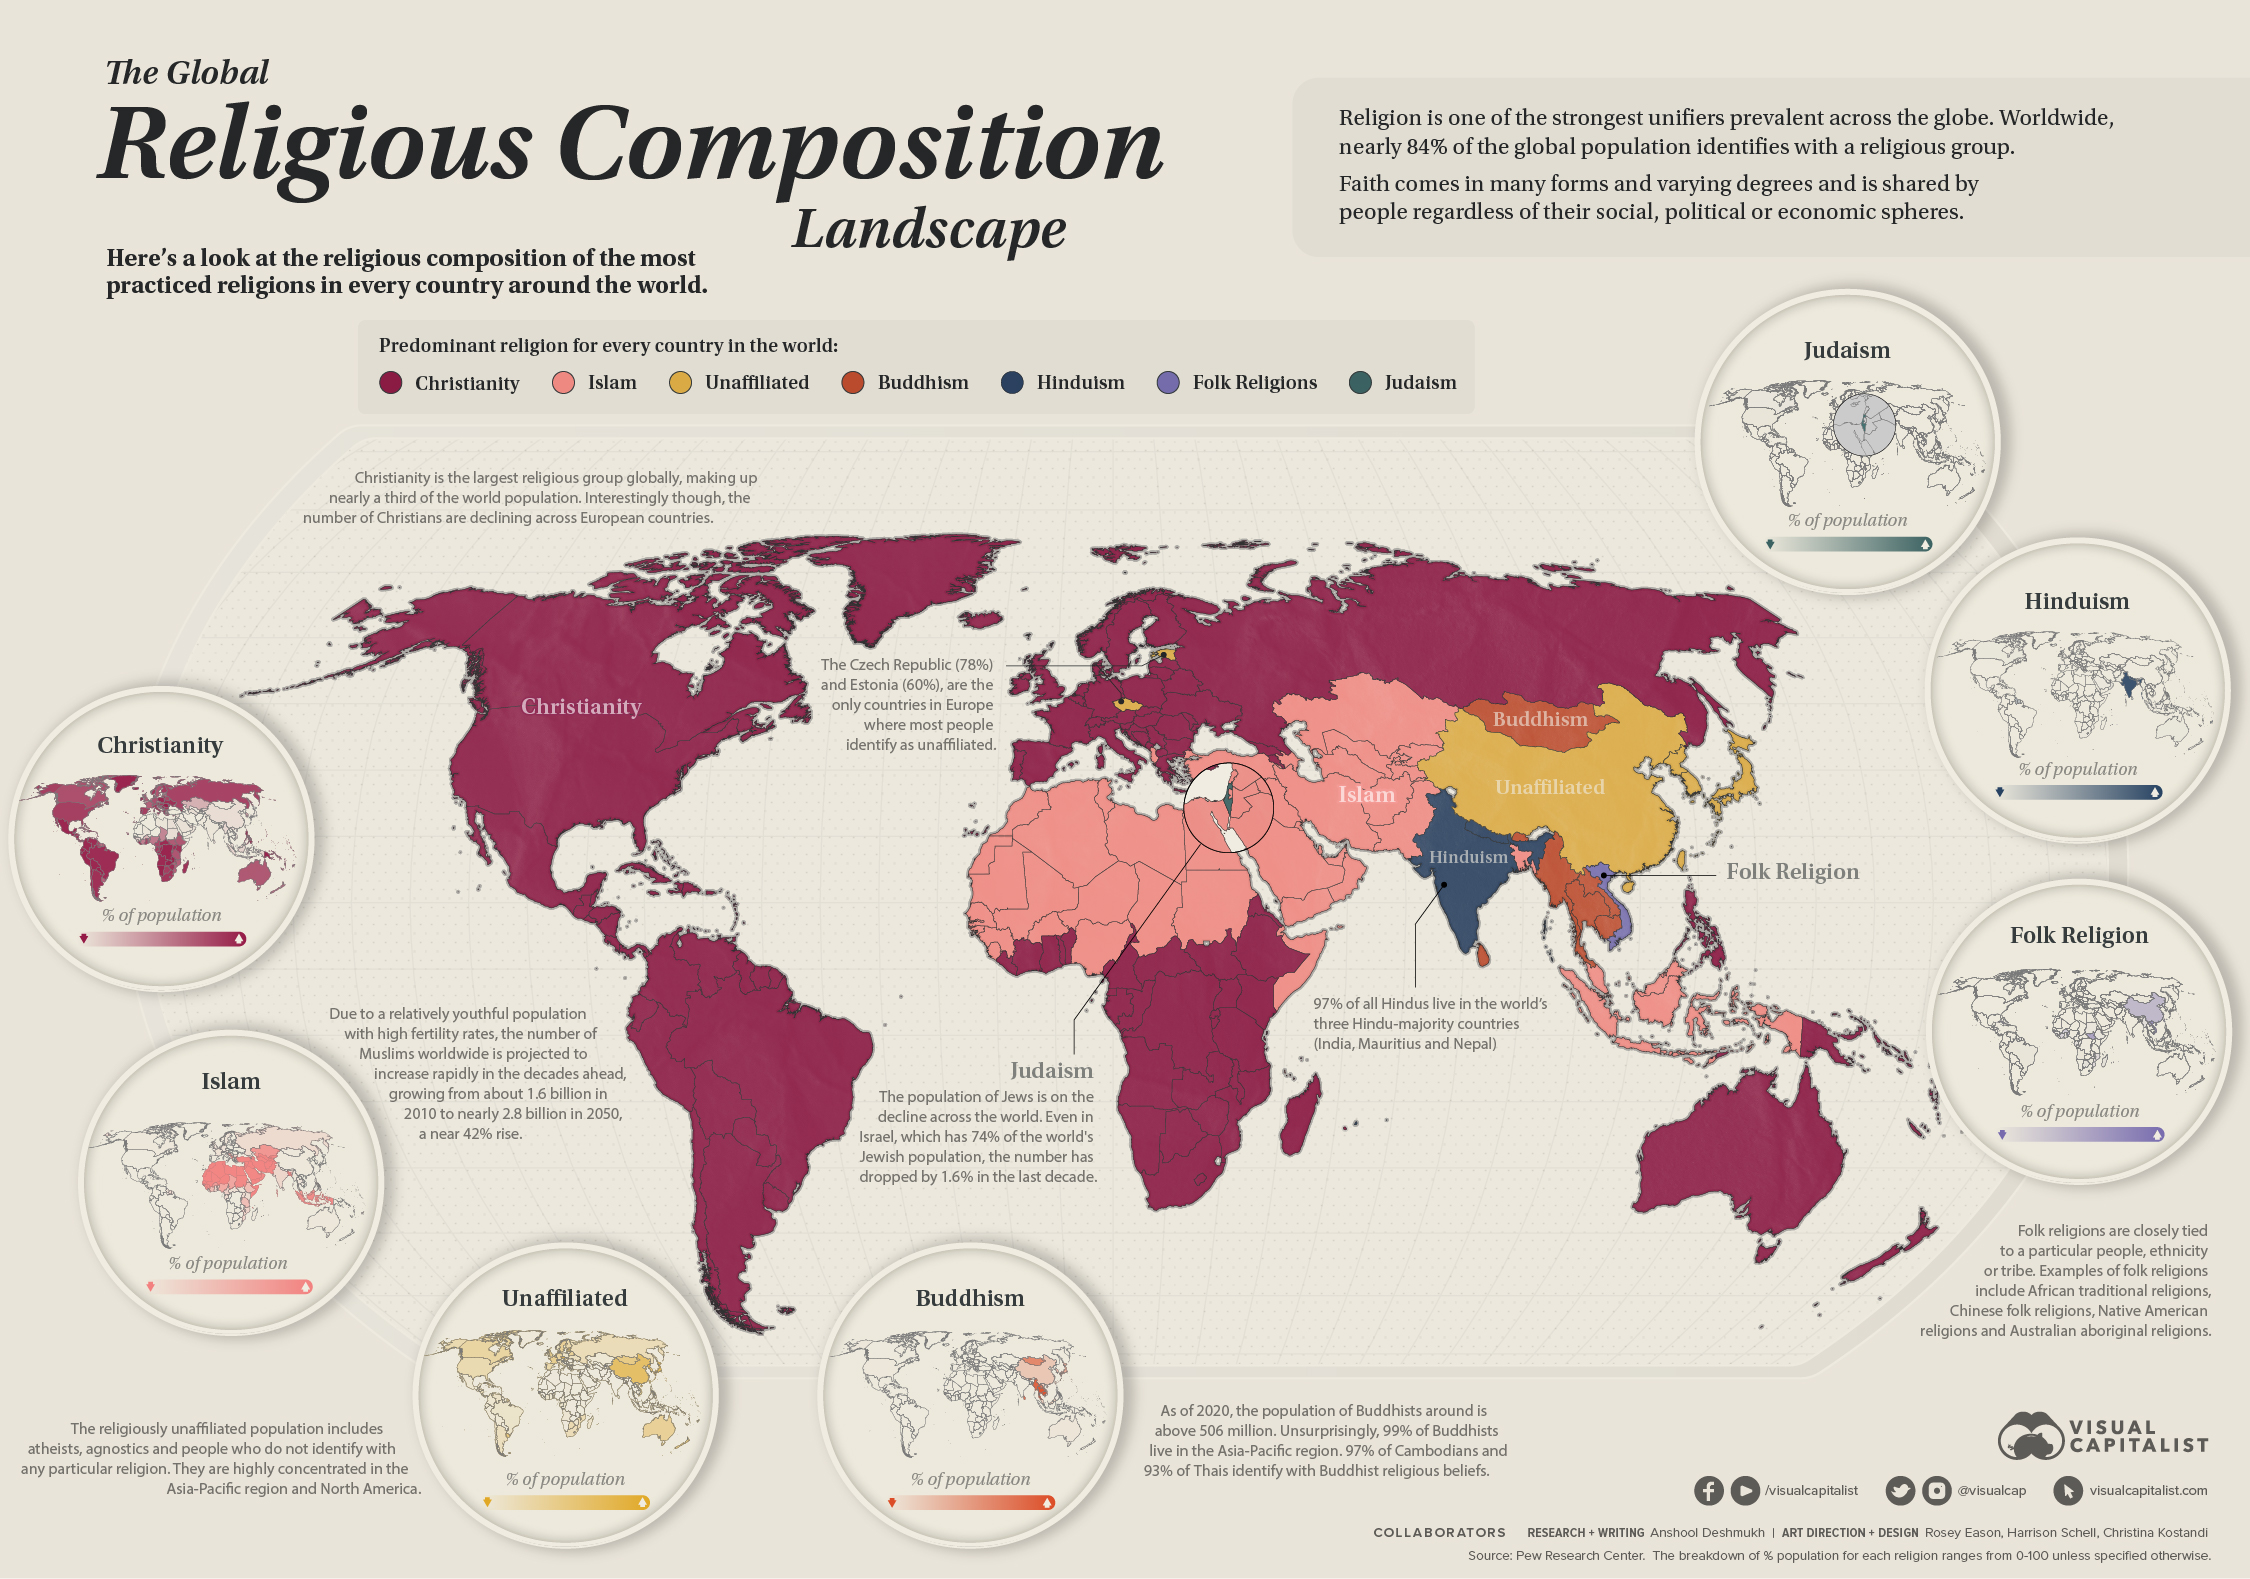 The Global
Religious Composition
Landscape
Here's a look at the religious composition of the most
practiced religions in every country around the world.
Religion is one of the strongest unifiers prevalent across the globe. Worldwide,
nearly 84% of the global population identifies with a religious group.
Faith comes in many forms and varying degrees and is shared by
people regardless of their social, political or economic spheres.
Predominant religion for every country in the world:
Christianity
Islam
Unaffiliated
Buddhism
Hinduism
Folk Religions
Judaism
Christianity is the largest religious group globally, making up
nearly a third of the world population. Interestingly though, the
number of Christians are declining across European countries.
The Czech Republic (78%)
and Estonia (60%), are the
only countries in Europe
where most people
identify as unaffiliated.
Christianity
Buddhism
Unaffiliated
Islam
Hinduism
Folk Religion
97% of all Hindus live in the world's
three Hindu-majority countries
(India, Mauritius and Nepal)
Judaism
The population of Jews is on the
decline across the world. Even in
Israel, which has 74% of the world's
Jewish population, the number has
dropped by 1.6% in the last decade.
Judaism
% of population
Hinduism
% of population
Folk Religion
% of population
Folk religions are closely tied
to a particular people, ethnicity
or tribe. Examples of folk religions
include African traditional religions,
Chinese folk religions, Native American
religions and Australian aboriginal religions.
Christianity
% of population
Due to a relatively youthful population
with high fertility rates, the number of
Muslims worldwide is projected to
increase rapidly in the decades ahead,
growing from about 1.6 billion in
2010 to nearly 2.8 billion in 2050,
a near 42% rise.
Islam
% of population
Unaffiliated
% of population
The religiously unaffiliated population includes
atheists, agnostics and people who do not identify with
any particular religion. They are highly concentrated in the
Asia-Pacific region and North America.
Buddhism
% of population
As of 2020, the population of Buddhists around is
above 506 million. Unsurprisingly, 99% of Buddhists
live in the Asia-Pacific region. 97% of Cambodians and
93% of Thais identify with Buddhist religious beliefs.
VISUAL
CAPITALIST
/visualcapitalist
@visualcap
visualcapitalist.com
COLLABORATORS RESEARCH + WRITING Anshool Deshmukh | ART DIRECTION + DESIGN Rosey Eason, Harrison Schell, Christina Kostandi
Source: Pew Research Center. The breakdown of % population for each religion ranges from 0-100 unless specified otherwise.